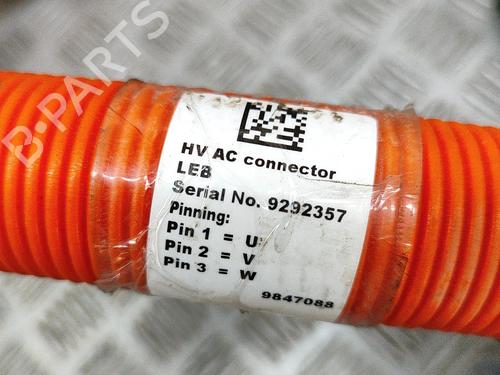 B-PARTS
HV AC connector
LEB
Serial No. 9292357
Pinning:
Pin 1 = U
Pin 2 = V
Pin 3 = W
9847088